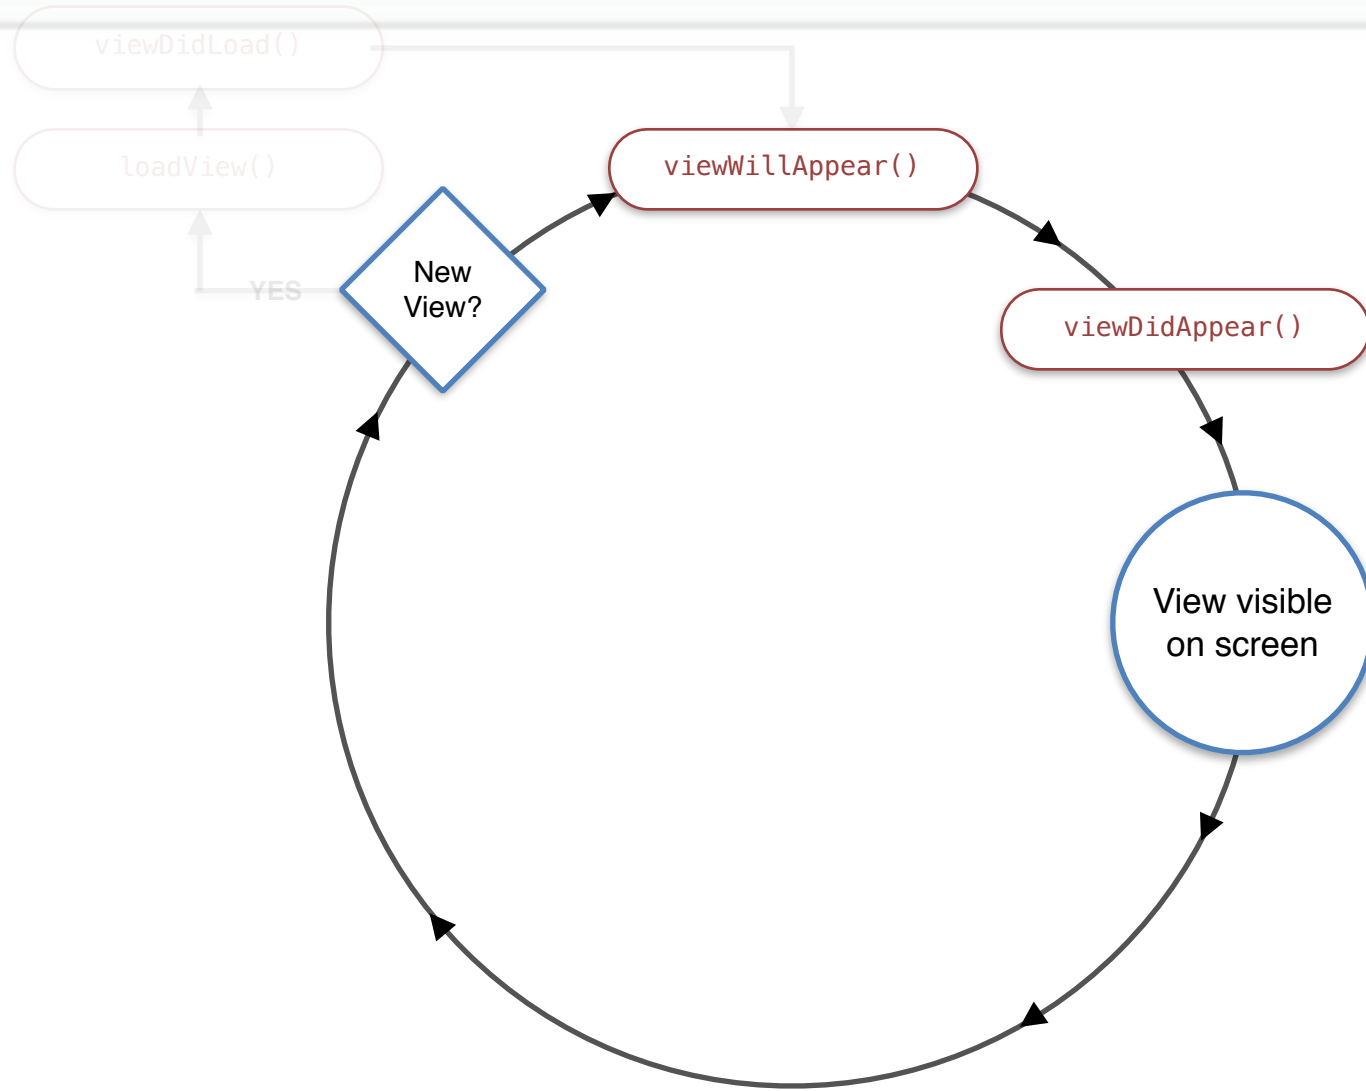 viewDidLoad()
loadView()
viewWillAppear()
New
View?
YES
viewDidAppear()
View visible
on screen